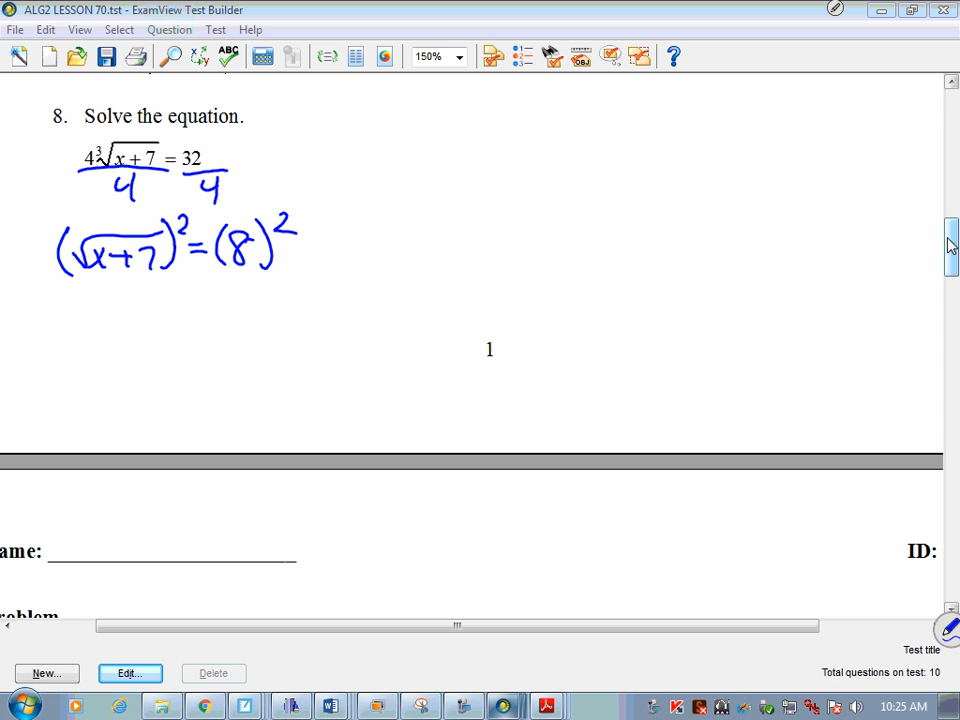 ALG2 LESSON 70.tst - ExamView Test Builder
File Edit View Select Question Test Help
ABC 150% OBJ ?
8. Solve the equation.
4∛(x + 7) = 32
4 4
(√x+7)² = (8)²
1
ame: ID:
roblem
New... Edit... Delete
Test title
Total questions on test: 10
10:25 AM